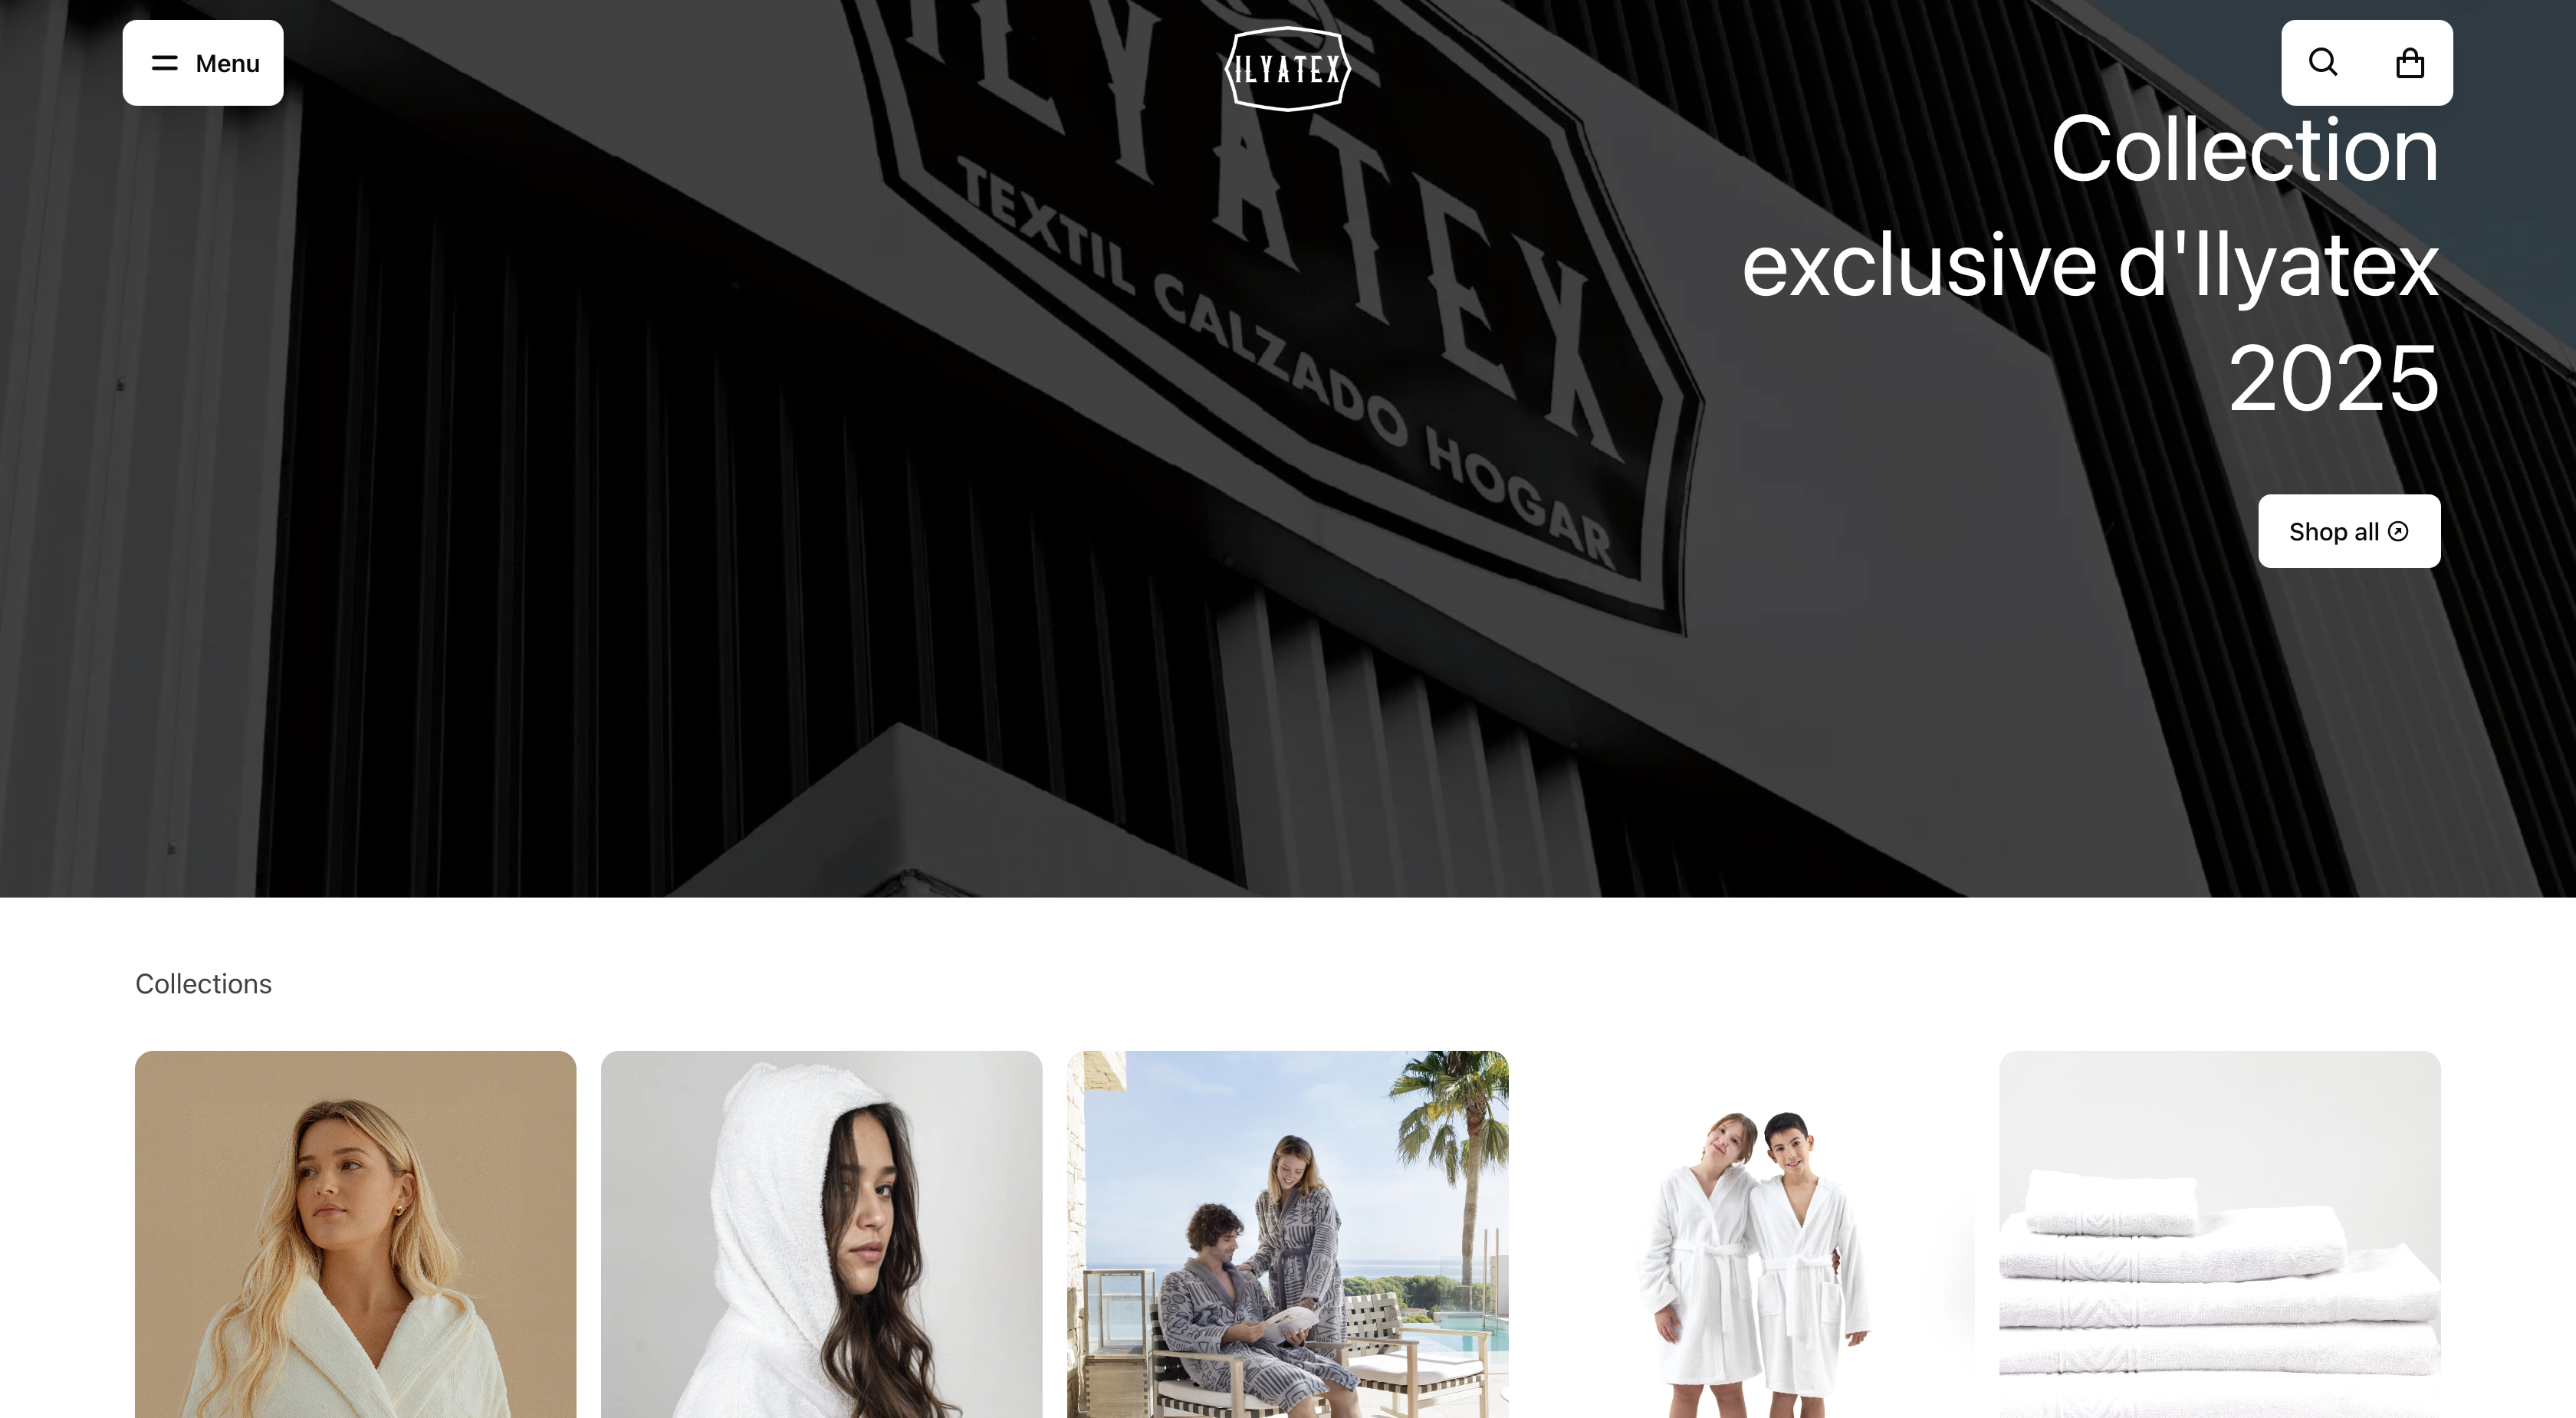 Menu
ILYATEX
ILYATEX
TEXTIL CALZADO HOGAR
Collection
exclusive d'Ilyatex
2025
Shop all
Collections